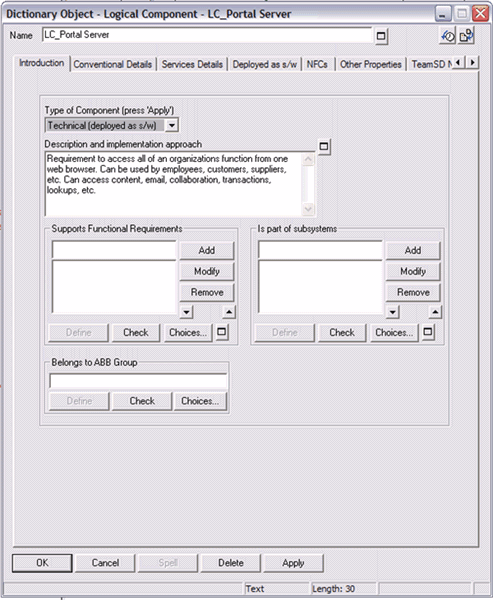 Dictionary Object - Logical Component - LC_Portal Server
Name LC_Portal Server
Introduction Conventional Details Services Details Deployed as s/w NFCs Other Properties TeamSD
Type of Component (press 'Apply')
Technical (deployed as s/w)
Description and implementation approach
Requirement to access all of an organizations function from one
web browser. Can be used by employees, customers, suppliers,
etc. Can access content, email, collaboration, transactions,
lookups, etc.
Supports Functional Requirements Is part of subsystems
Add Add
Modify Modify
Remove Remove
Define Check Choices... Define Check Choices...
Belongs to ABB Group
Define Check Choices...
OK Cancel Spell Delete Apply
Text Length: 30